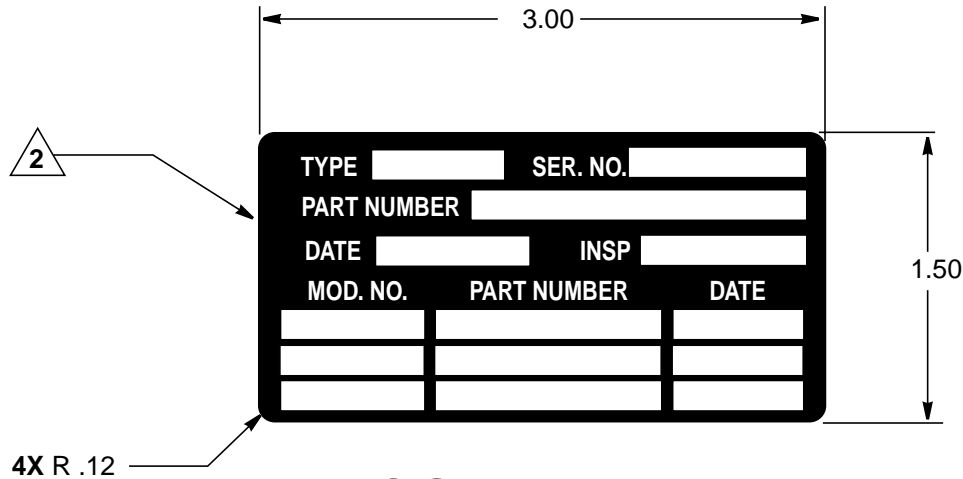 3.00
2
TYPE SER. NO.
PART NUMBER
DATE INSP
1.50
MOD. NO. PART NUMBER DATE
4X R .12